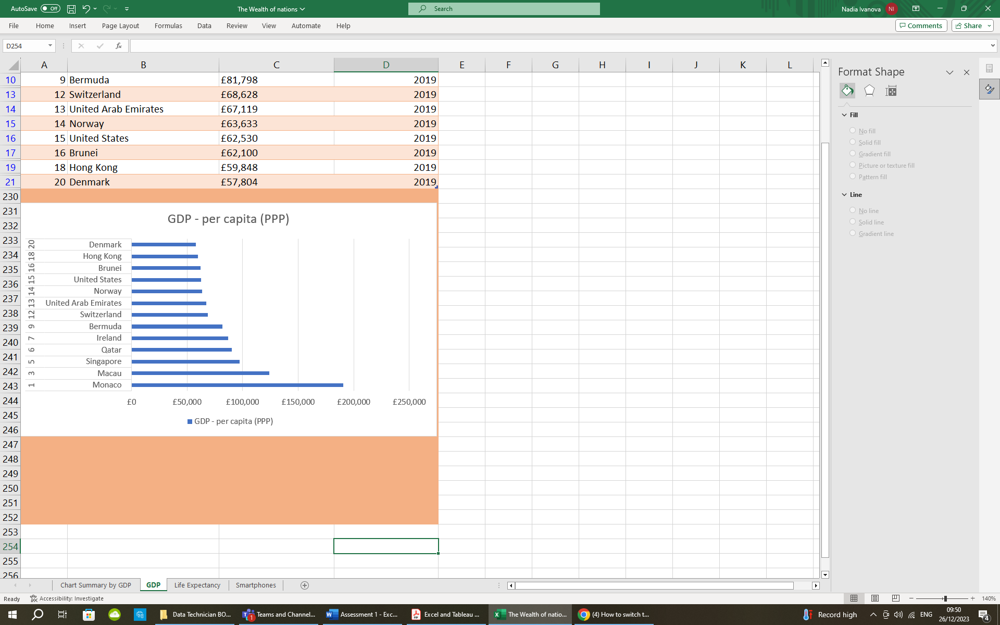 AutoSave Off
The Wealth of nations
Search
Nadia Ivanova NI
File Home Insert Page Layout Formulas Data Review View Automate Help
Comments Share
D254
fx
A B C D E F G H I J K L
10 9 Bermuda £81,798 2019
13 12 Switzerland £68,628 2019
14 13 United Arab Emirates £67,119 2019
15 14 Norway £63,633 2019
16 15 United States £62,530 2019
17 16 Brunei £62,100 2019
19 18 Hong Kong £59,848 2019
21 20 Denmark £57,804 2019
230
231
232
233
234
235
236
237
238
239
240
241
242
243
244
245
246
247
248
249
250
251
252
253
254
255
256
GDP - per capita (PPP)
20 Denmark
18 Hong Kong
16 Brunei
15 United States
14 Norway
13 United Arab Emirates
12 Switzerland
9 Bermuda
7 Ireland
6 Qatar
5 Singapore
3 Macau
1 Monaco
£0 £50,000 £100,000 £150,000 £200,000 £250,000
GDP - per capita (PPP)
Format Shape
Fill
No fill
Solid fill
Gradient fill
Picture or texture fill
Pattern fill
Line
No line
Solid line
Gradient line
Chart Summary by GDP GDP Life Expectancy Smartphones
Ready Accessibility: Investigate
140%
Data Technician BO...
1 Teams and Channel...
Assessment 1 - Exc...
Excel and Tableau ...
The Wealth of natio...
(4) How to switch t...
Record high
ENG
09:50
26/12/2023
4